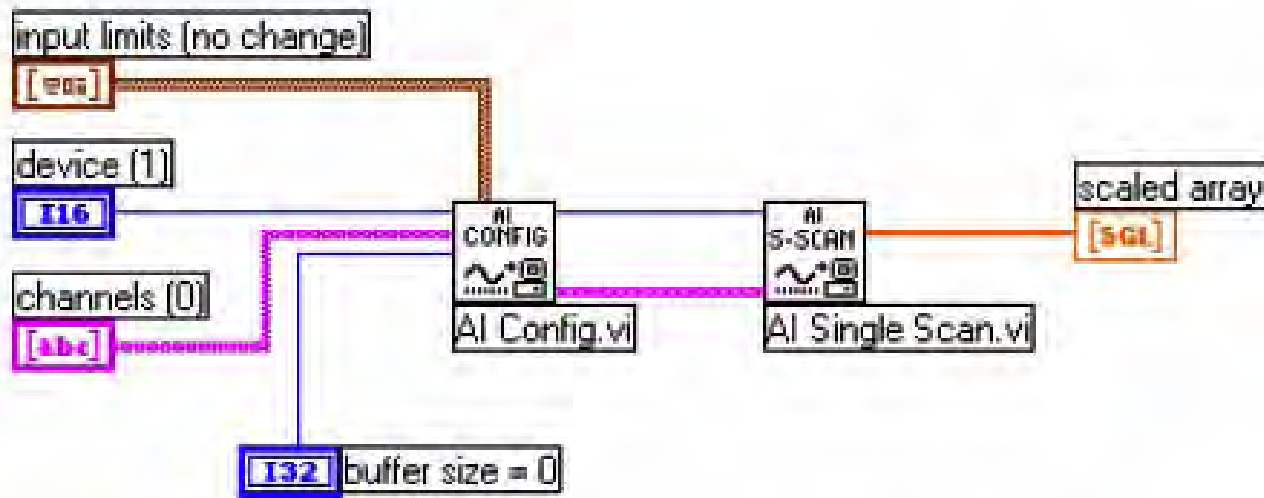 input limits (no change)
device (1)
I16
channels (0)
[abc]
I32 buffer size = 0
AI
CONFIG
AI Config.vi
AI
S-SCAN
AI Single Scan.vi
scaled array
[SGL]